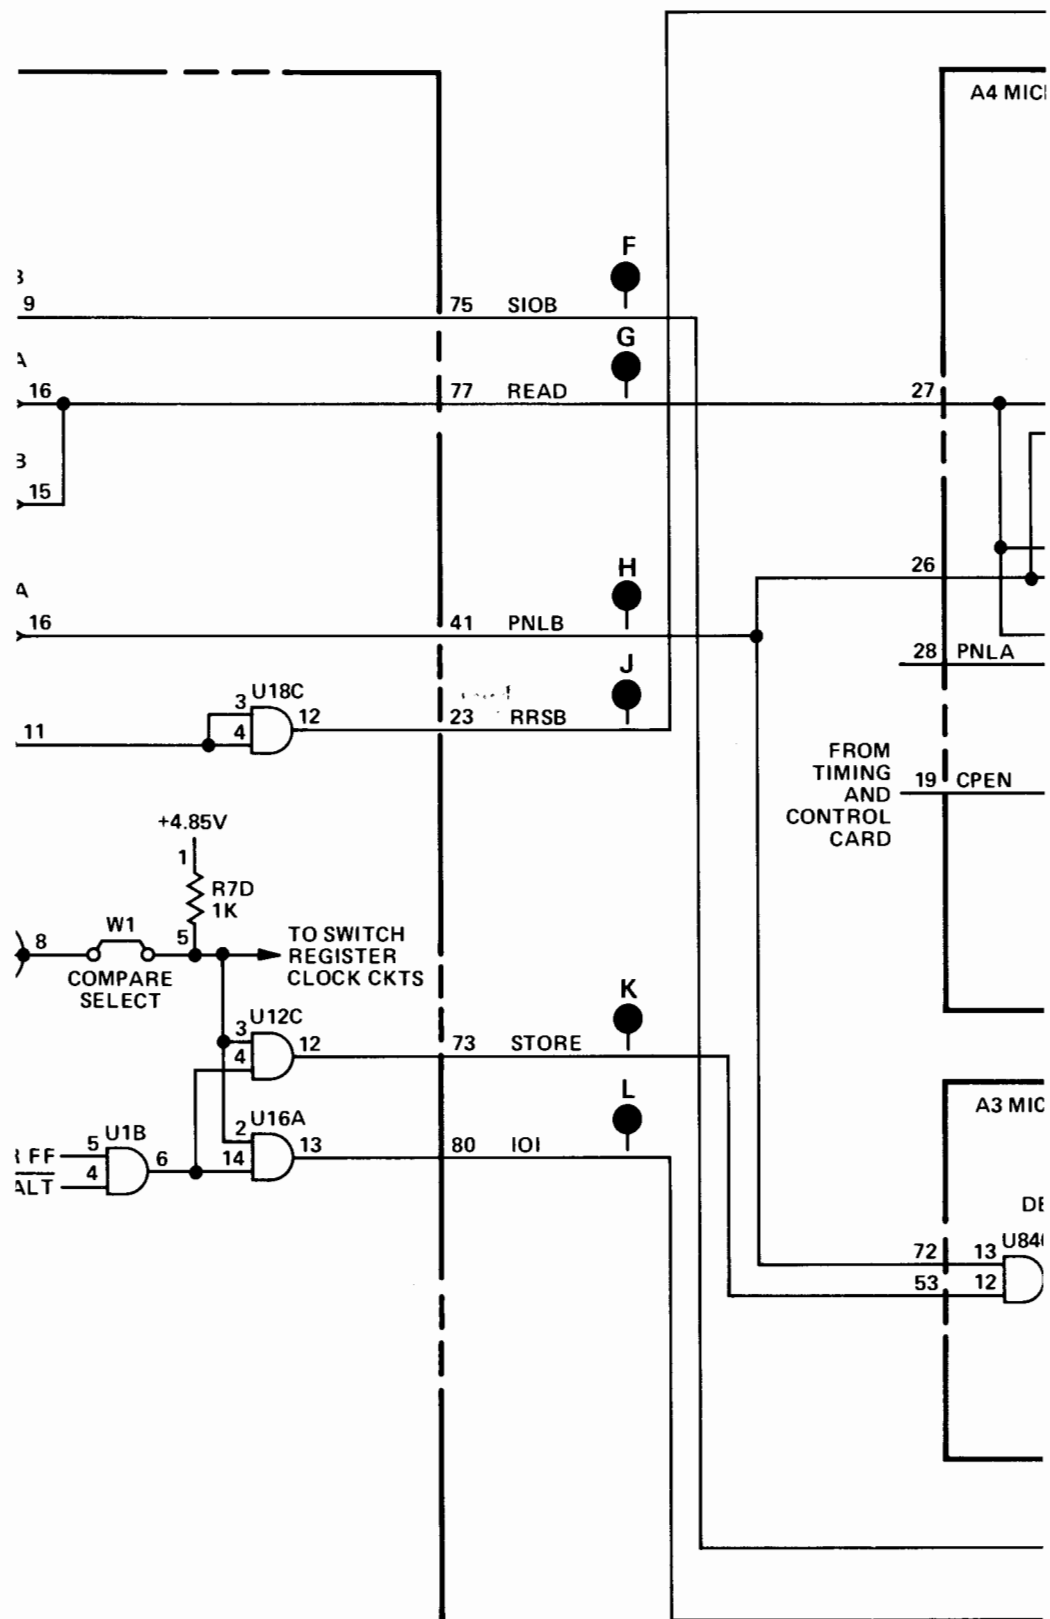 A4 MIC
F
B
9
75 SIOB
G
A
16
77 READ
27
B
15
26
H
A
16
41 PNLB
28 PNLA
J
U18C
3
4
12
11
23 RRSB
FROM
TIMING
AND
CONTROL
CARD
19 CPEN
+4.85V
1
R7D
1K
8
W1
5
COMPARE
SELECT
TO SWITCH
REGISTER
CLOCK CKTS
K
U12C
3
4
12
73 STORE
L
A3 MIC
U16A
2
14
13
80 IOI
U1B
R FF
5
ALT
4
6
DE
U84
72
13
53
12